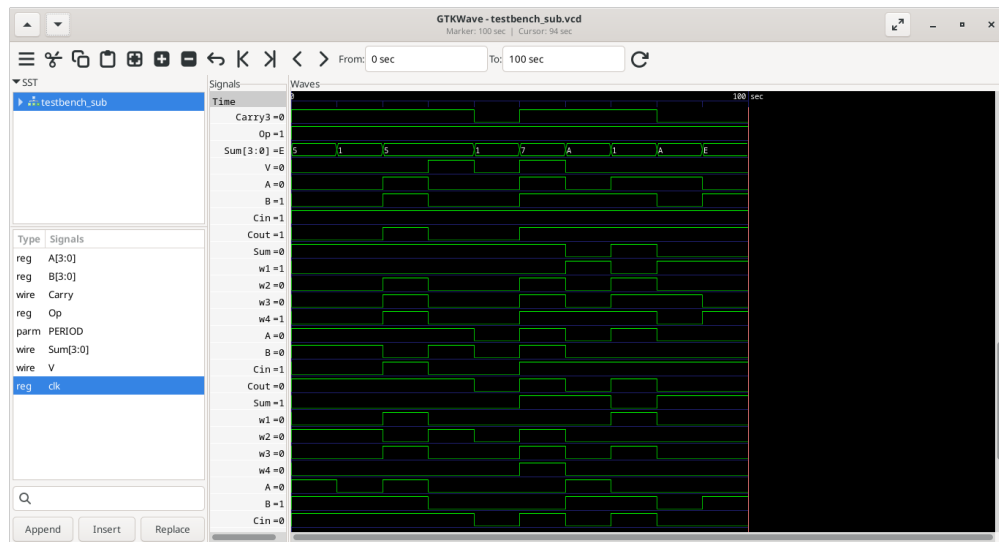 GTKWave - testbench_sub.vcd
Marker: 100 sec | Cursor: 94 sec
From: 0 sec To: 100 sec
SST
testbench_sub
Type Signals
reg A[3:0]
reg B[3:0]
wire Carry
reg Op
parm PERIOD
wire Sum[3:0]
wire V
reg clk
Append Insert Replace
Signals
Time
Carry3 =0
Op =1
Sum[3:0] =E
V =0
A =0
B =1
Cin =1
Cout =1
Sum =0
w1 =1
w2 =0
w3 =0
w4 =1
A =0
B =0
Cin =1
Cout =0
Sum =1
w1 =0
w2 =0
w3 =0
w4 =0
A =0
B =1
Cin =0
Waves
0 100 sec
5 1 5 1 7 A 1 A E